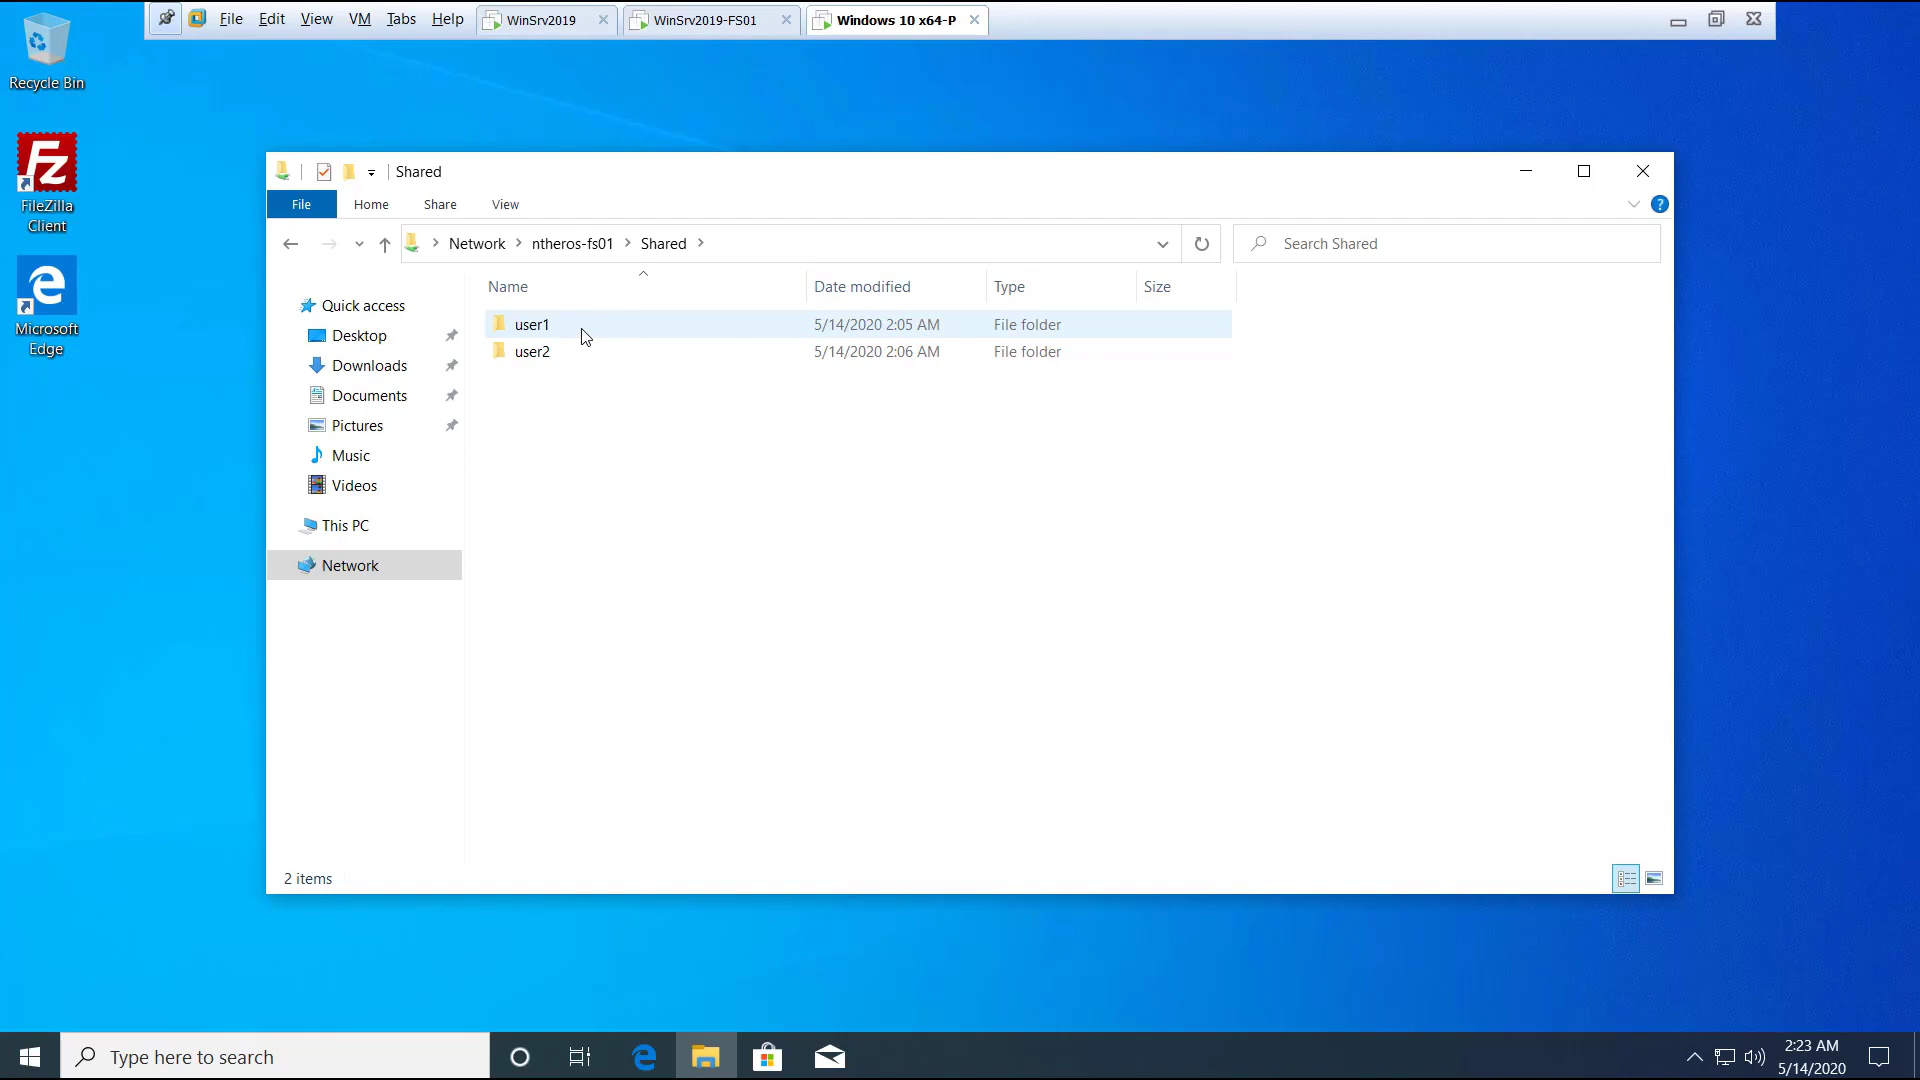 File Edit View VM Tabs Help WinSrv2019 WinSrv2019-FS01 Windows 10 x64-P
Recycle Bin
FileZilla
Client
Microsoft
Edge
Shared
File Home Share View
Network ntheros-fs01 Shared Search Shared
Name Date modified Type Size
Quick access
Desktop
Downloads
Documents
Pictures
Music
Videos
This PC
Network
user1 5/14/2020 2:05 AM File folder
user2 5/14/2020 2:06 AM File folder
2 items
Type here to search
2:23 AM
5/14/2020